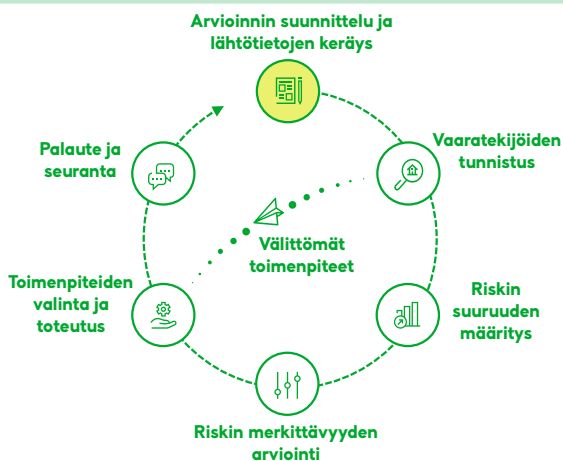 Arvioinnin suunnittelu ja
lähtötietojen keräys
Vaaratekijöiden
tunnistus
Riskin
suuruuden
määritys
Riskin merkittävyyden
arviointi
Toimenpiteiden
valinta ja
toteutus
Palaute ja
seuranta
Välittömät
toimenpiteet